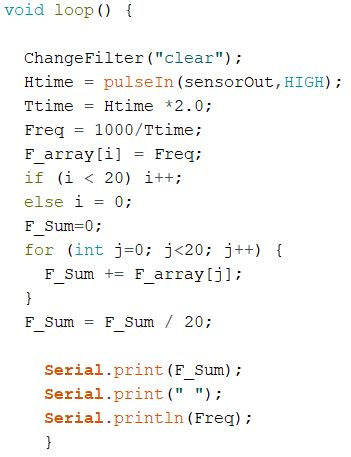 void loop() {
ChangeFilter("clear");
Htime = pulseIn(sensorOut,HIGH);
Ttime = Htime *2.0;
Freq = 1000/Ttime;
F_array[i] = Freq;
if (i < 20) i++;
else i = 0;
F_Sum=0;
for (int j=0; j<20; j++) {
F_Sum += F_array[j];
}
F_Sum = F_Sum / 20;
Serial.print(F_Sum);
Serial.print(" ");
Serial.println(Freq);
}